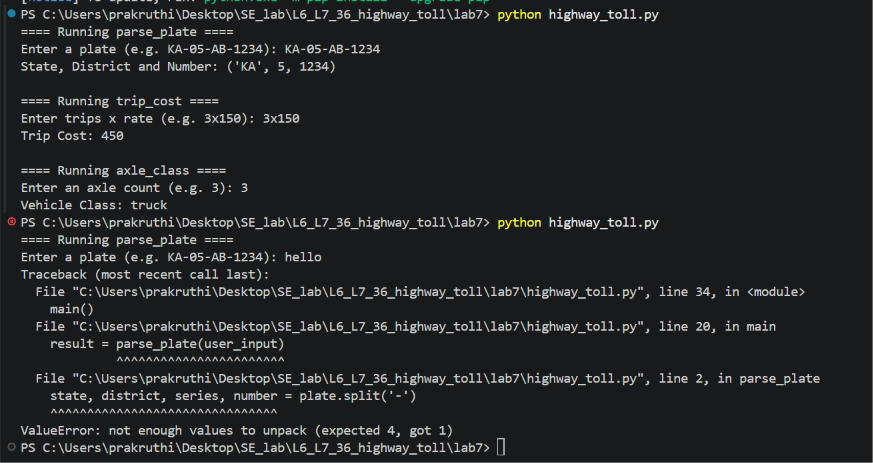 PS C:\Users\prakruthi\Desktop\SE_lab\L6_L7_36_highway_toll\lab7> python highway_toll.py
==== Running parse_plate ====
Enter a plate (e.g. KA-05-AB-1234): KA-05-AB-1234
State, District and Number: ('KA', 5, 1234)
==== Running trip_cost ====
Enter trips x rate (e.g. 3x150): 3x150
Trip Cost: 450
==== Running axle_class ====
Enter an axle count (e.g. 3): 3
Vehicle Class: truck
PS C:\Users\prakruthi\Desktop\SE_lab\L6_L7_36_highway_toll\lab7> python highway_toll.py
==== Running parse_plate ====
Enter a plate (e.g. KA-05-AB-1234): hello
Traceback (most recent call last):
  File "C:\Users\prakruthi\Desktop\SE_lab\L6_L7_36_highway_toll\lab7\highway_toll.py", line 34, in <module>
    main()
  File "C:\Users\prakruthi\Desktop\SE_lab\L6_L7_36_highway_toll\lab7\highway_toll.py", line 20, in main
    result = parse_plate(user_input)
             ^^^^^^^^^^^^^^^^^^^^^^^
  File "C:\Users\prakruthi\Desktop\SE_lab\L6_L7_36_highway_toll\lab7\highway_toll.py", line 2, in parse_plate
    state, district, series, number = plate.split('-')
    ^^^^^^^^^^^^^^^^^^^^^^^^^^^^^^^
ValueError: not enough values to unpack (expected 4, got 1)
PS C:\Users\prakruthi\Desktop\SE_lab\L6_L7_36_highway_toll\lab7>